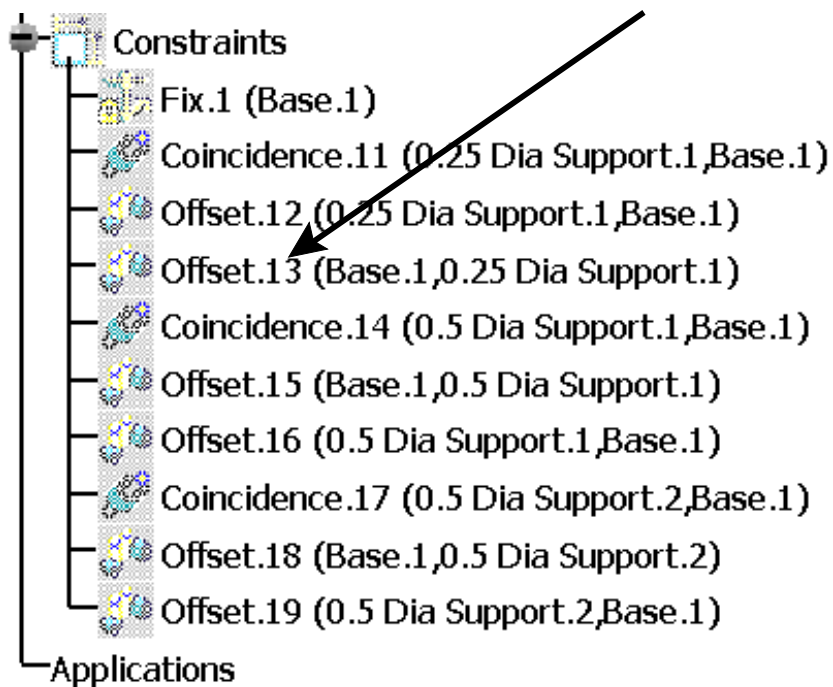 Constraints
Fix.1 (Base.1)
Coincidence.11 (0.25 Dia Support.1,Base.1)
Offset.12 (0.25 Dia Support.1,Base.1)
Offset.13 (Base.1,0.25 Dia Support.1)
Coincidence.14 (0.5 Dia Support.1,Base.1)
Offset.15 (Base.1,0.5 Dia Support.1)
Offset.16 (0.5 Dia Support.1,Base.1)
Coincidence.17 (0.5 Dia Support.2,Base.1)
Offset.18 (Base.1,0.5 Dia Support.2)
Offset.19 (0.5 Dia Support.2,Base.1)
Applications